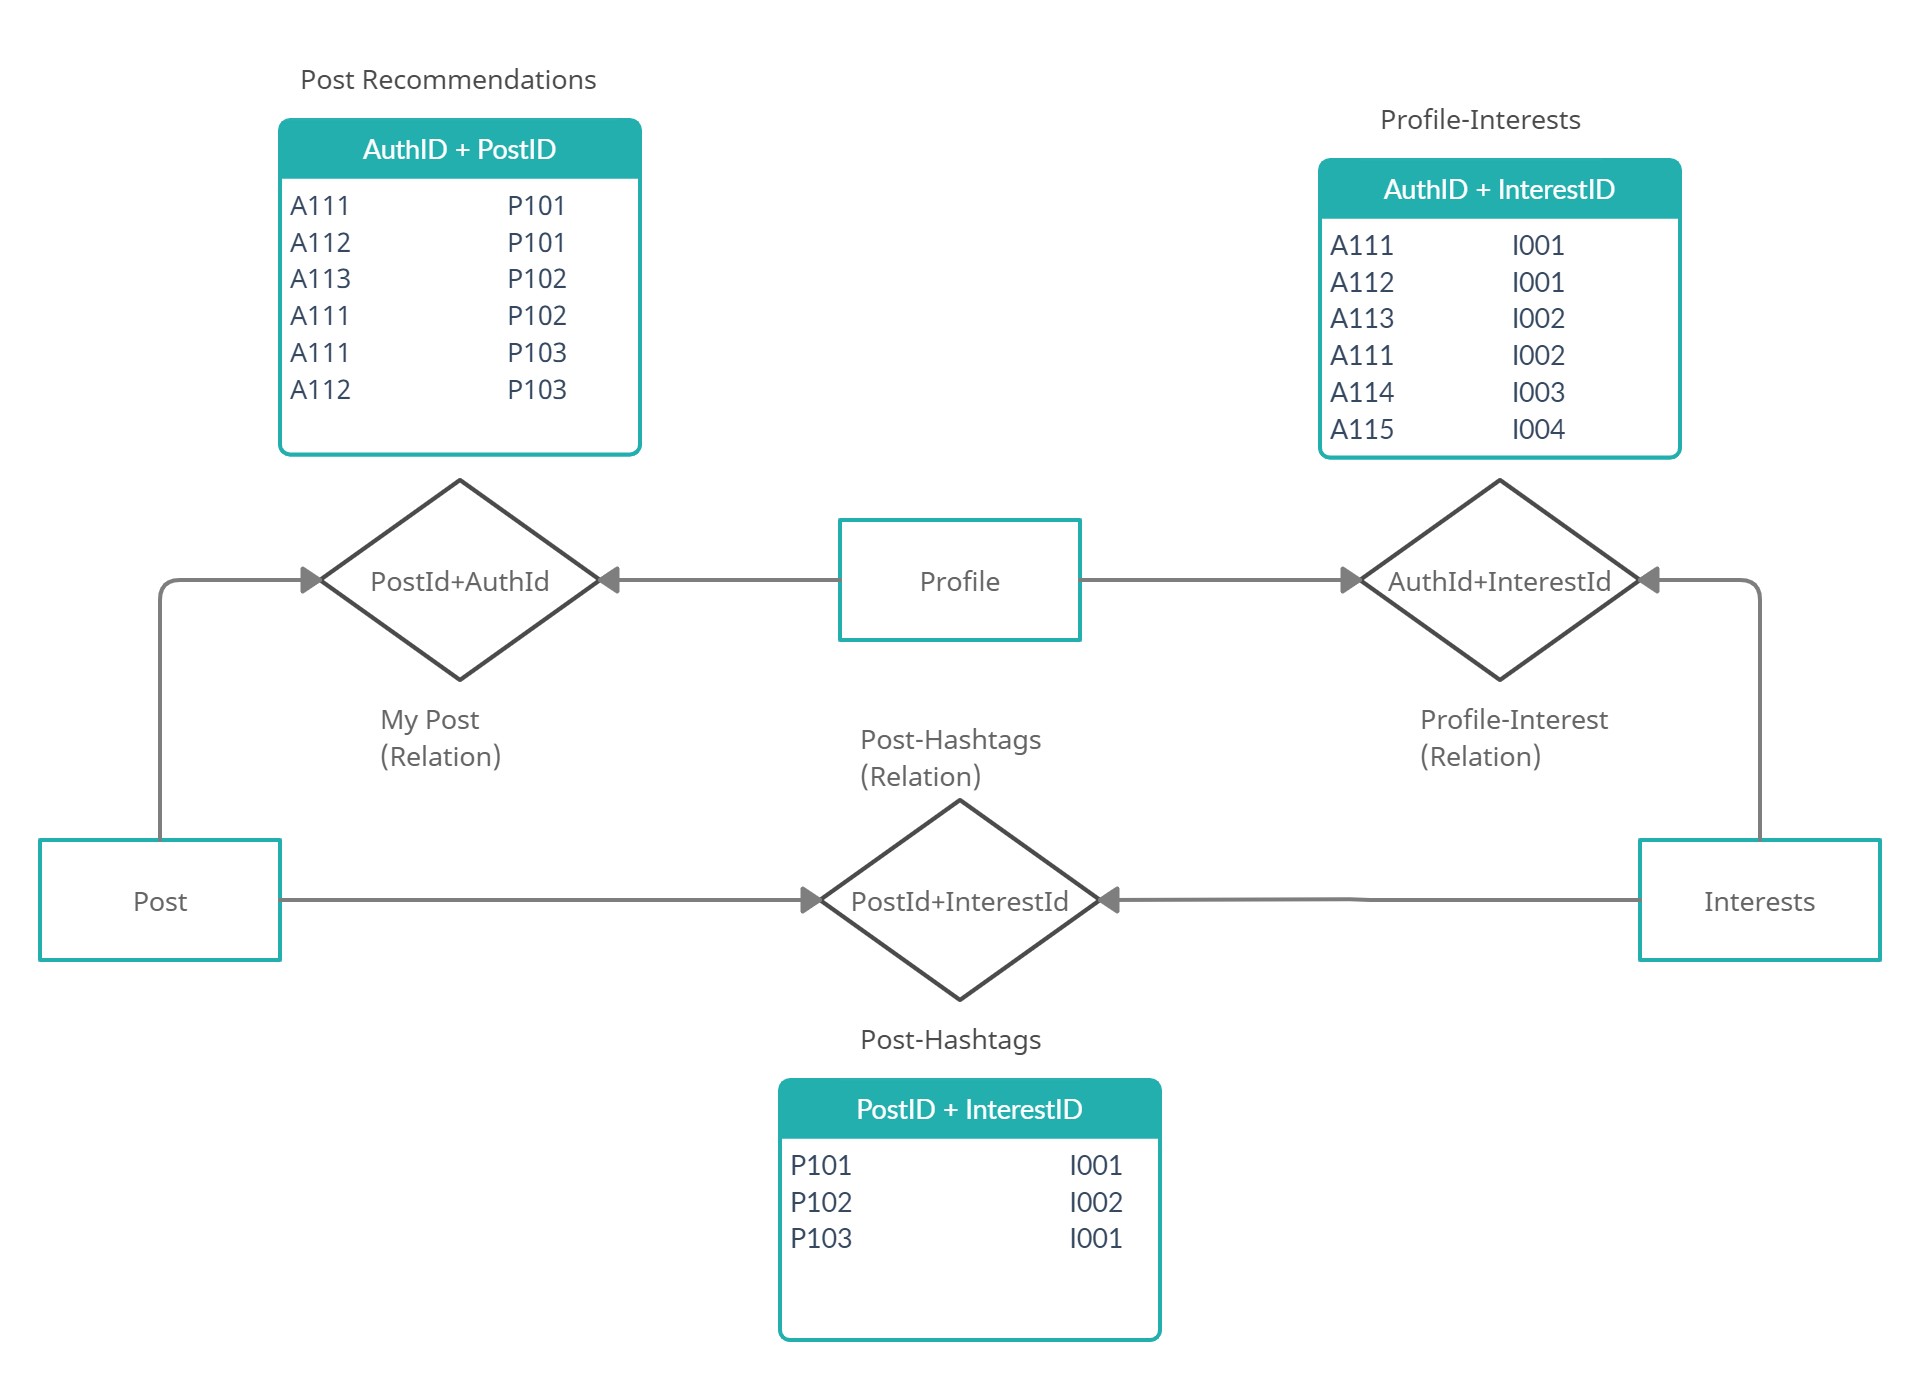 Post Recommendations
AuthID + PostID
A111 P101
A112 P101
A113 P102
A111 P102
A111 P103
A112 P103
Profile-Interests
AuthID + InterestID
A111 I001
A112 I001
A113 I002
A111 I002
A114 I003
A115 I004
PostId+AuthId
Profile
AuthId+InterestId
My Post
(Relation)
Post-Hashtags
(Relation)
Profile-Interest
(Relation)
Post
PostId+InterestId
Interests
Post-Hashtags
PostID + InterestID
P101 I001
P102 I002
P103 I001